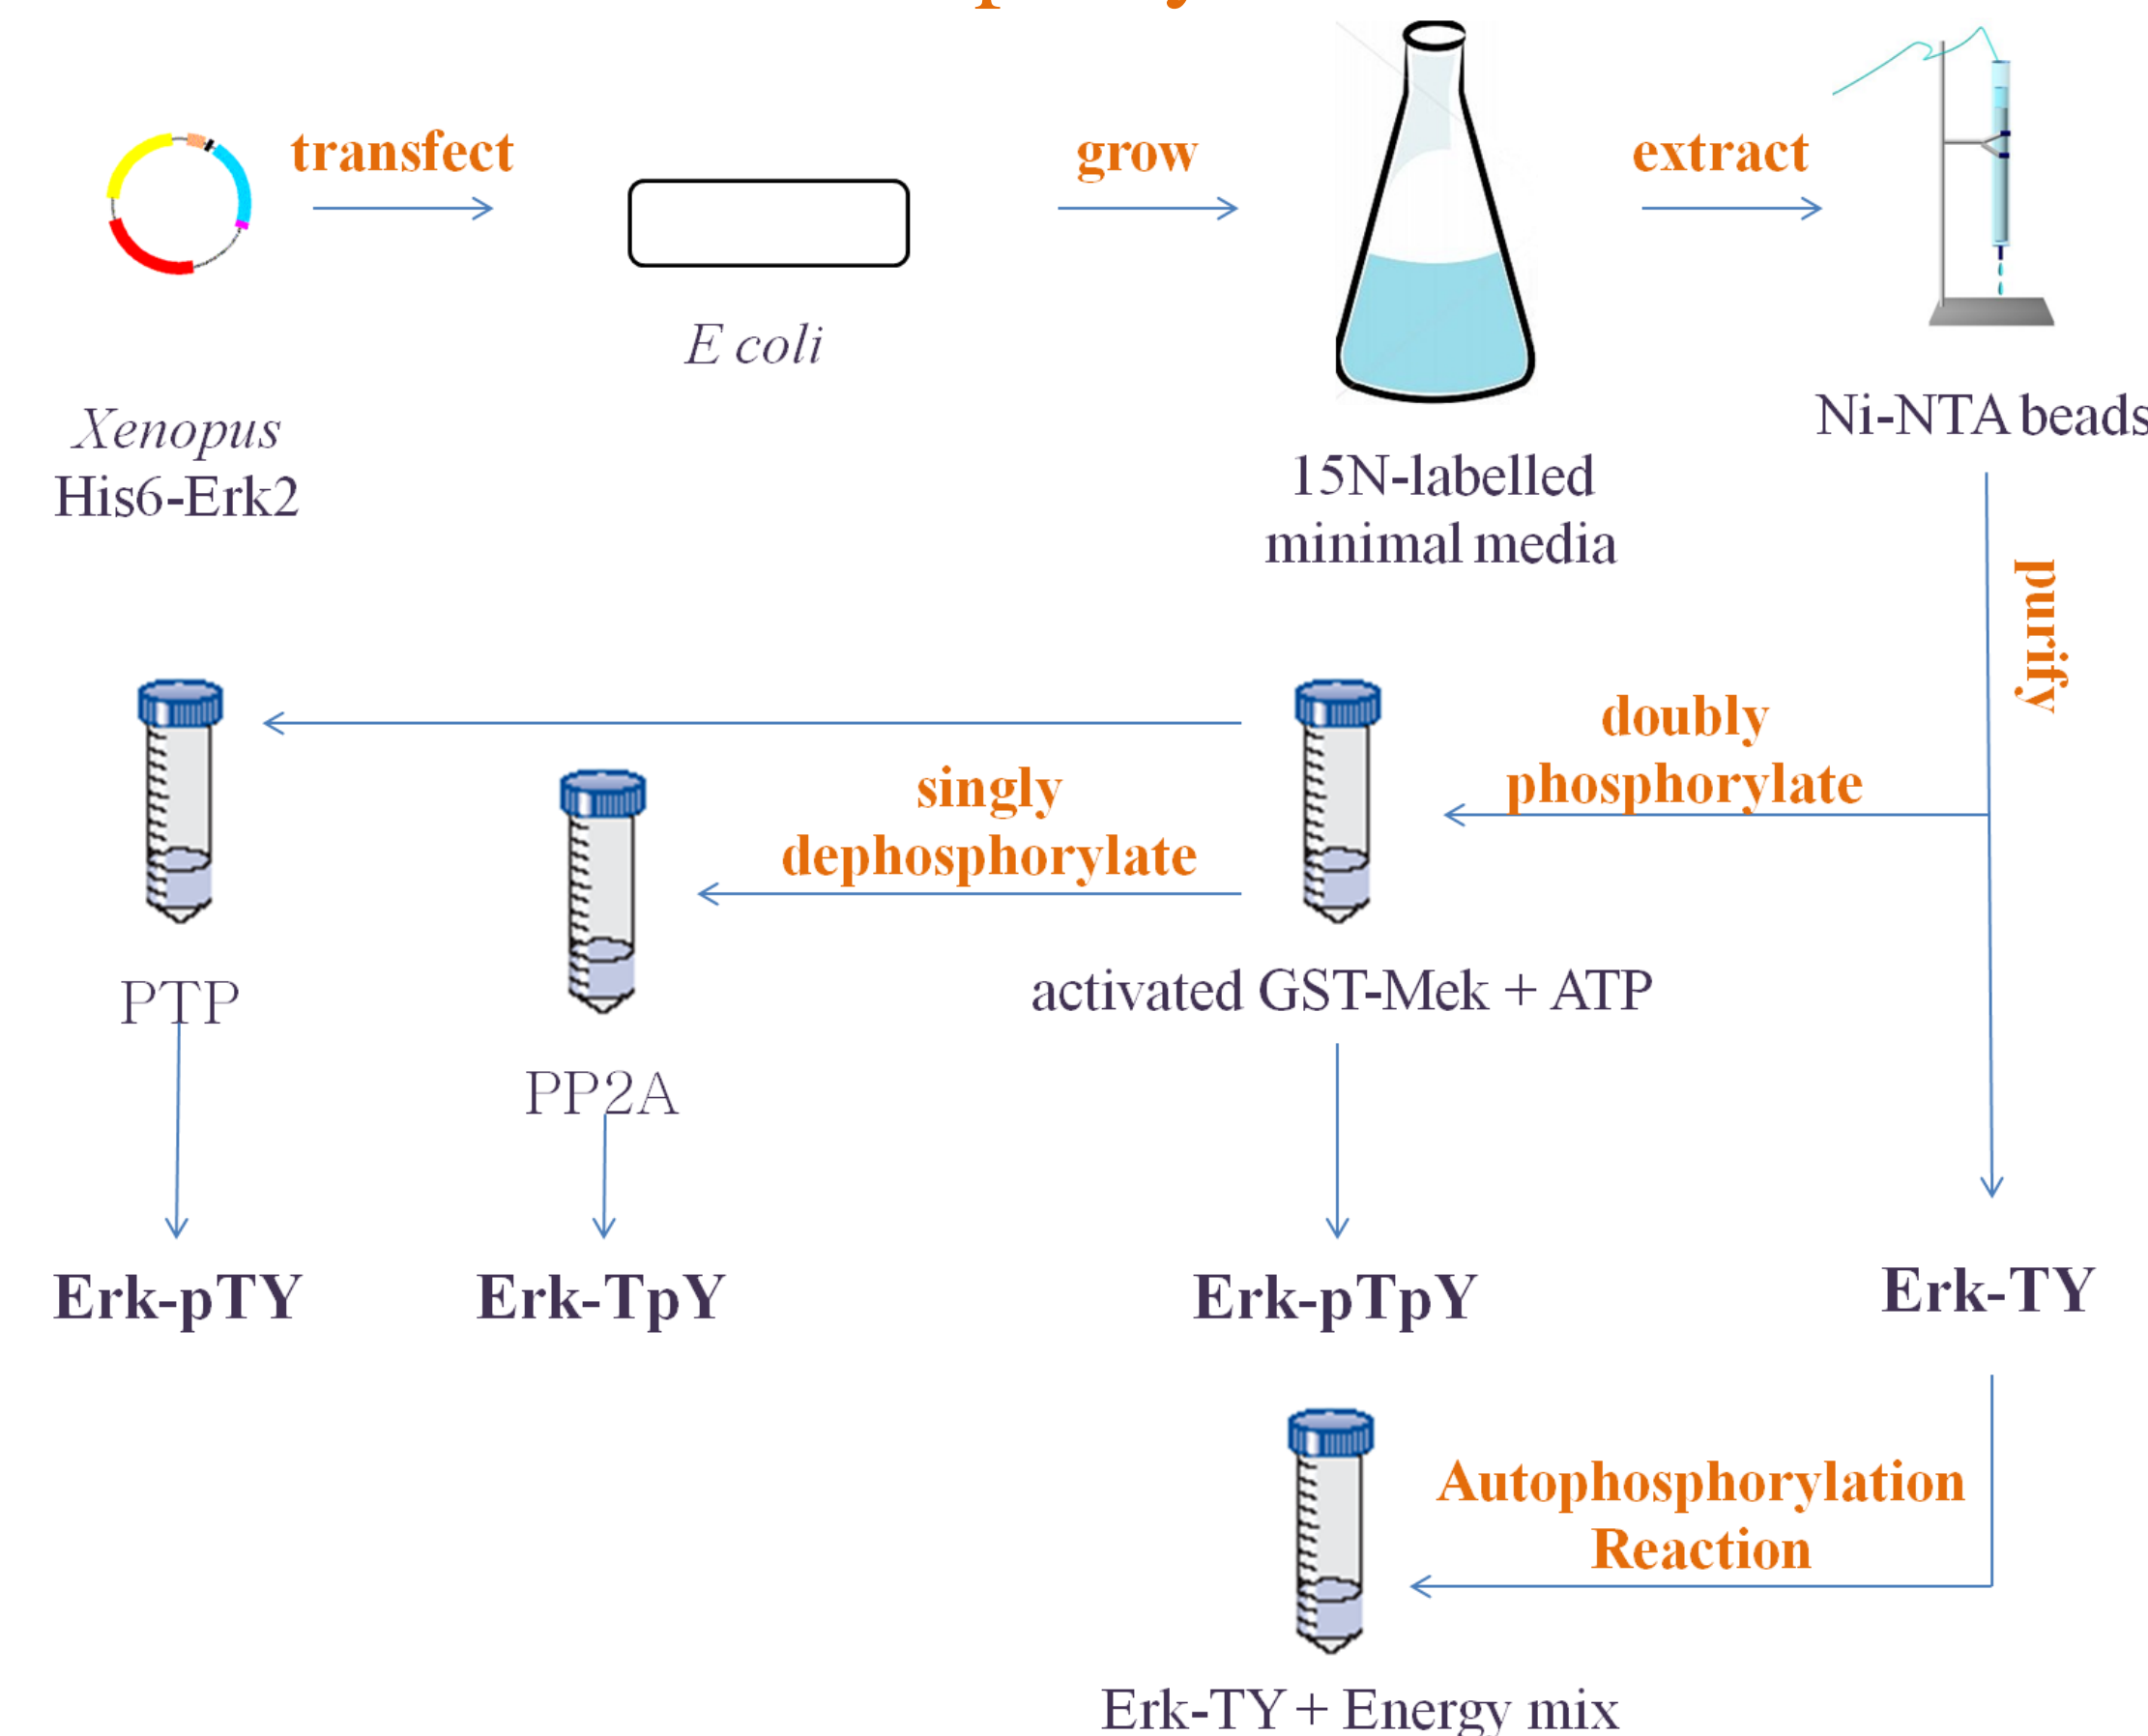 transfect
grow
extract
E coli
Xenopus
His6-Erk2
15N-labelled
minimal media
Ni-NTA beads
purify
doubly
phosphorylate
singly
dephosphorylate
PTP
PP2A
activated GST-Mek + ATP
Erk-pTY
Erk-TpY
Erk-pTpY
Erk-TY
Autophosphorylation
Reaction
Erk-TY + Energy mix